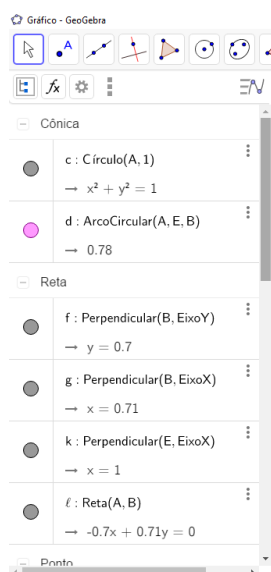 Gráfico - GeoGebra
A
fx
Cônica
c : Círculo(A, 1)
→ x² + y² = 1
d : ArcoCircular(A, E, B)
→ 0.78
Reta
f : Perpendicular(B, EixoY)
→ y = 0.7
g : Perpendicular(B, EixoX)
→ x = 0.71
k : Perpendicular(E, EixoX)
→ x = 1
ℓ : Reta(A, B)
→ -0.7x + 0.71y = 0
Ponto